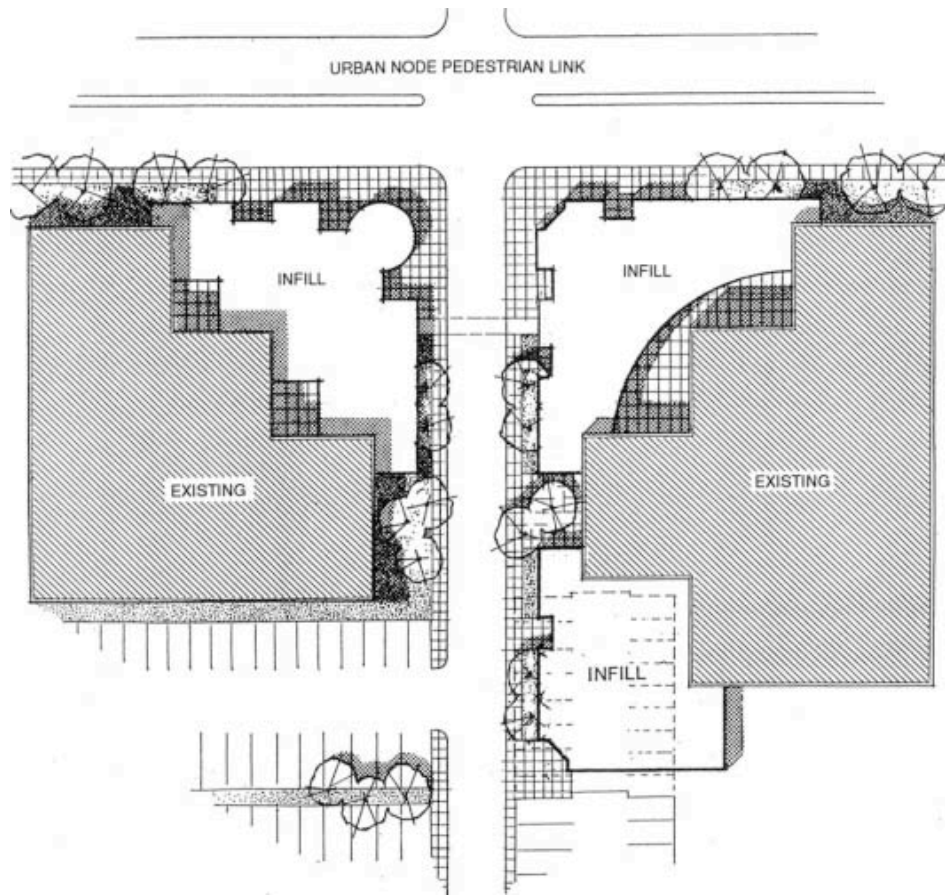 URBAN NODE PEDESTRIAN LINK
INFILL
INFILL
EXISTING
EXISTING
INFILL